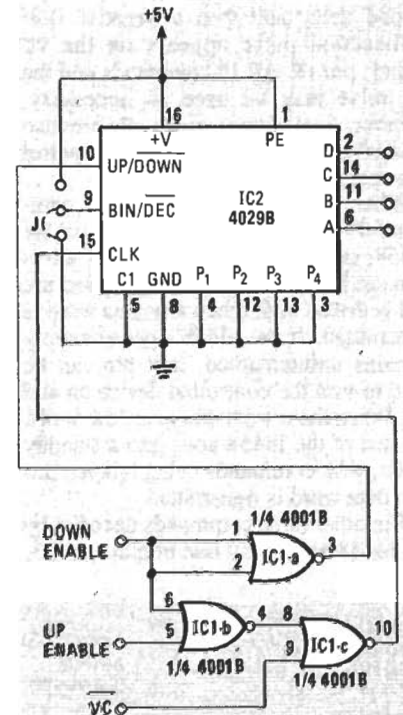 +5V
16
1
+V
PE
10
UP/DOWN
D
2
C
14
9
BIN/DEC
IC2
4029B
B
11
A
6
J(
15
CLK
C1
GND
P1
P2
P3
P4
5
8
4
12
13
3
1/4 4001B
DOWN
ENABLE
1
2
IC1-a
3
6
5
IC1-b
4
8
9
IC1-c
10
UP
ENABLE
1/4 4001B
1/4 4001B
VC